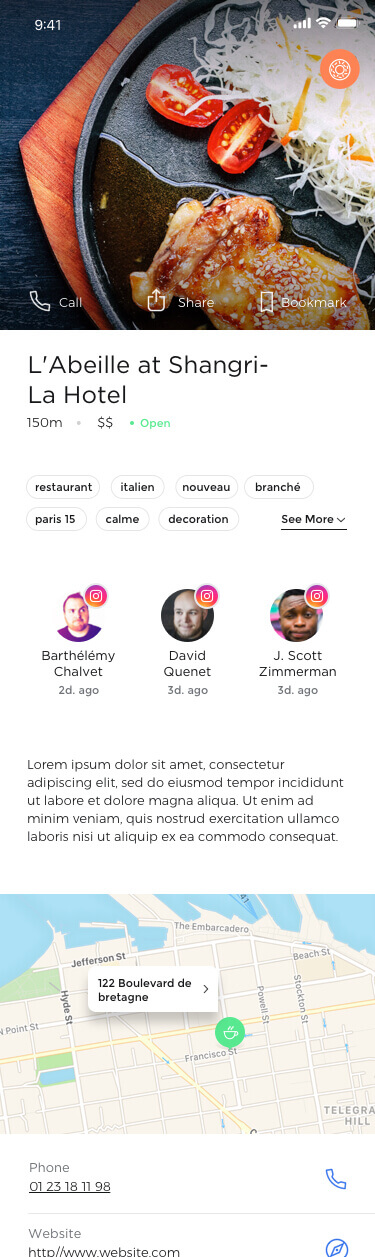 9:41
Call
Share
Bookmark
L'Abeille at Shangri-
La Hotel
150m • $$ • Open
restaurant italien nouveau branché
paris 15 calme decoration See More
Barthélémy
Chalvet
2d. ago
David
Quenet
3d. ago
J. Scott
Zimmerman
3d. ago
Lorem ipsum dolor sit amet, consectetur
adipiscing elit, sed do eiusmod tempor incididunt
ut labore et dolore magna aliqua. Ut enim ad
minim veniam, quis nostrud exercitation ullamco
laboris nisi ut aliquip ex ea commodo consequat.
The Embarcadero
Jefferson St
Beach St
122 Boulevard de
bretagne
Hyde St
Powell St
Stockton St
Point St
Francisco St
TELEGRA
HILL
Phone
01 23 18 11 98
Website
http//www.website.com